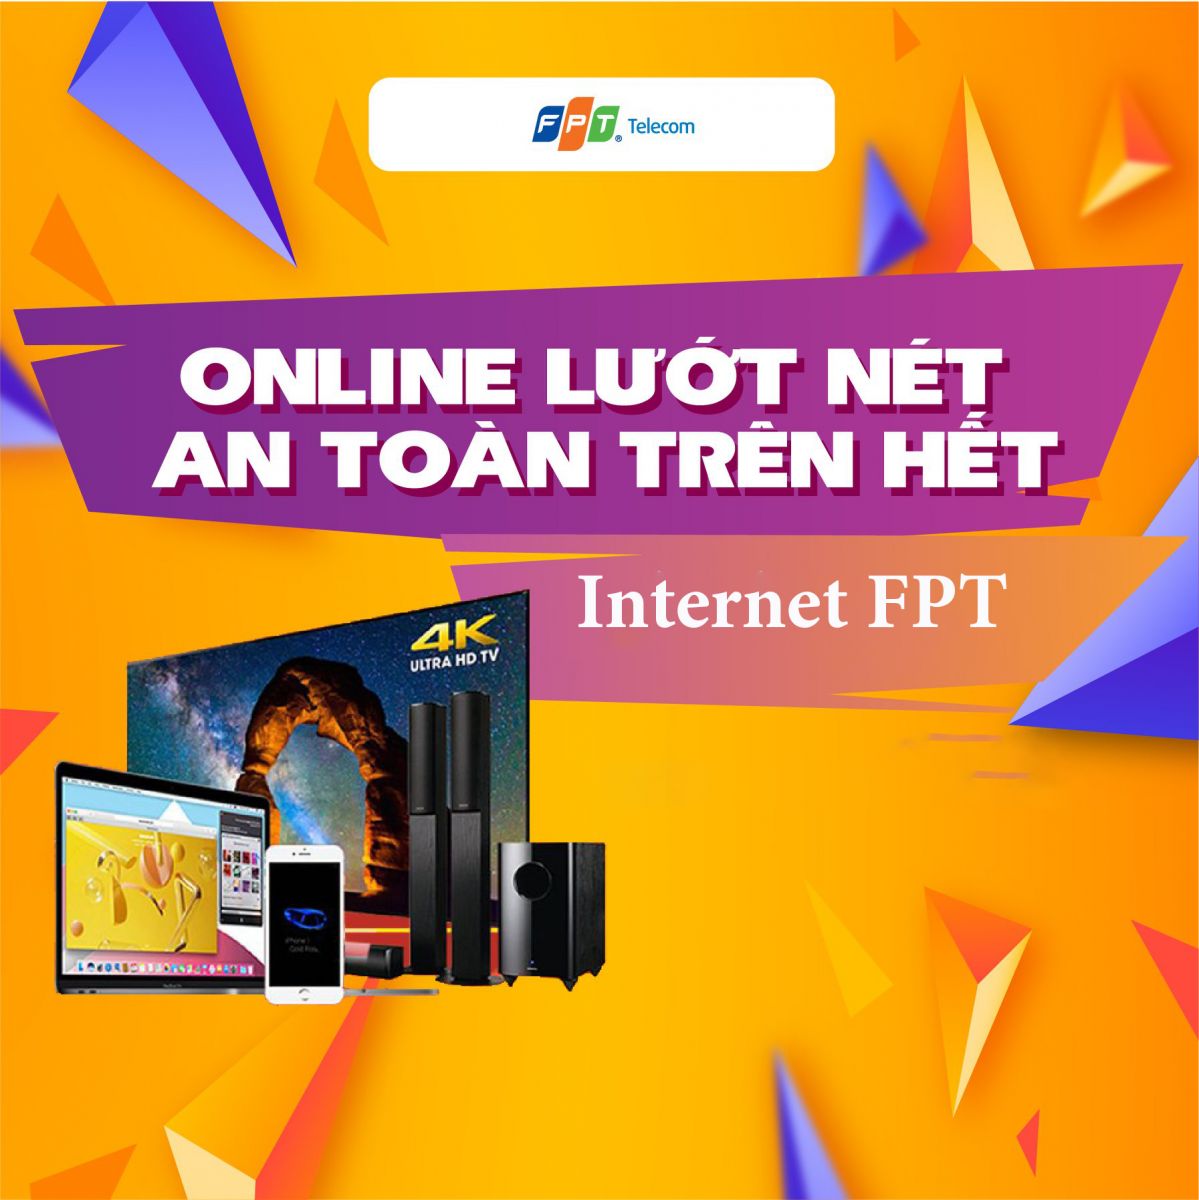 FPT® Telecom
ONLINE LƯỚT NÉT
AN TOÀN TRÊN HẾT
Internet FPT
4K
ULTRA HD TV